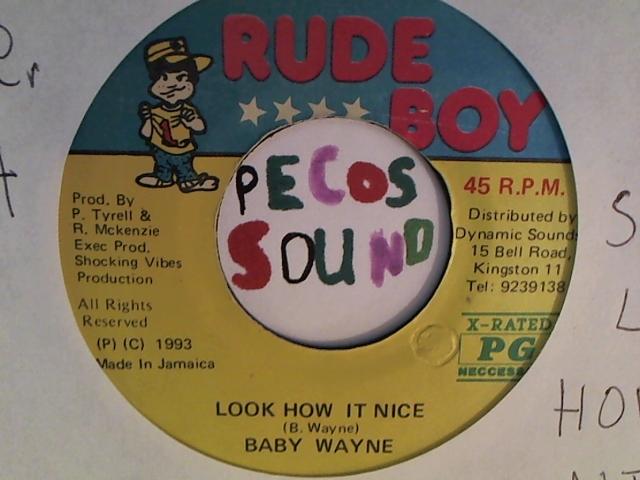 RUDE
BOY
PECOS
SOUND
Prod. By
P. Tyrell &
R. Mckenzie
Exec Prod.
Shocking Vibes
Production
All Rights
Reserved
(P) (C) 1993
Made In Jamaica
45 R.P.M.
Distributed by
Dynamic Sound
15 Bell Road,
Kingston 11
Tel: 9239138
X-RATED
PG
LOOK HOW IT NICE
(B. Wayne)
BABY WAYNE